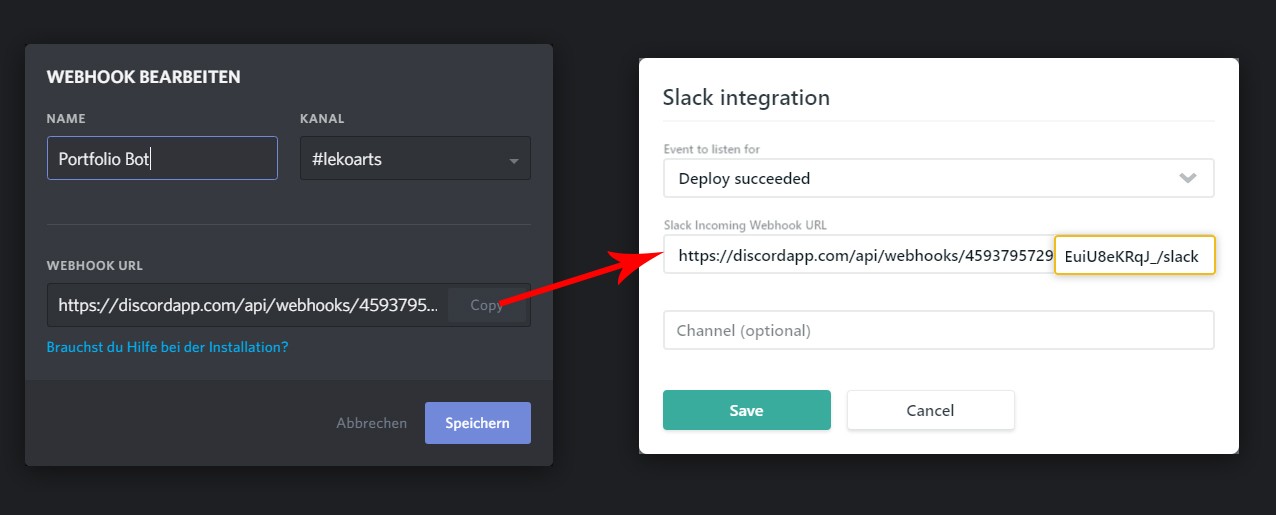 WEBHOOK BEARBEITEN
NAME
KANAL
Portfolio Bot
#lekoarts
WEBHOOK URL
https://discordapp.com/api/webhooks/4593795...
Copy
Brauchst du Hilfe bei der Installation?
Abbrechen
Speichern
Slack integration
Event to listen for
Deploy succeeded
Slack Incoming Webhook URL
https://discordapp.com/api/webhooks/4593795729 EuiU8eKRqJ_/slack
Channel (optional)
Save
Cancel